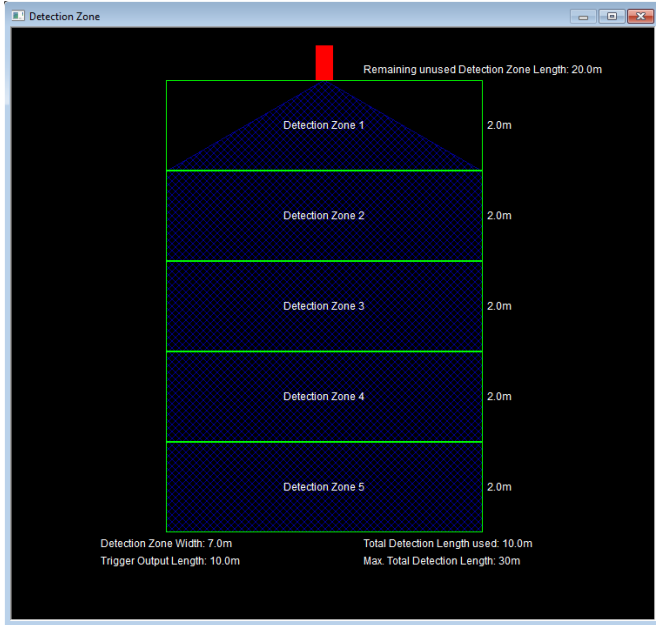 Detection Zone
Remaining unused Detection Zone Length: 20.0m
Detection Zone 1
2.0m
Detection Zone 2
2.0m
Detection Zone 3
2.0m
Detection Zone 4
2.0m
Detection Zone 5
2.0m
Detection Zone Width: 7.0m
Total Detection Length used: 10.0m
Trigger Output Length: 10.0m
Max. Total Detection Length: 30m